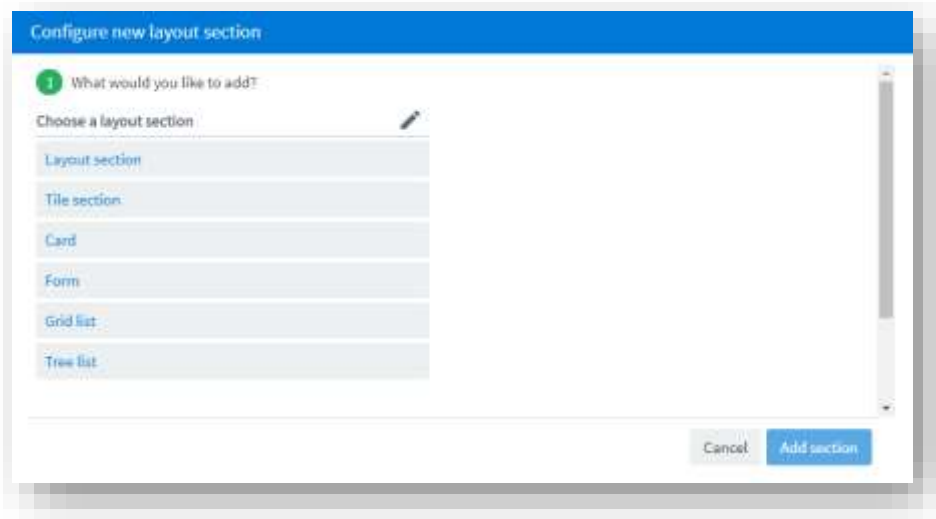 Configure new layout section
1 What would you like to add?
Choose a layout section
Layout section
Tile section
Card
Form
Grid list
Tree list
Cancel Add section